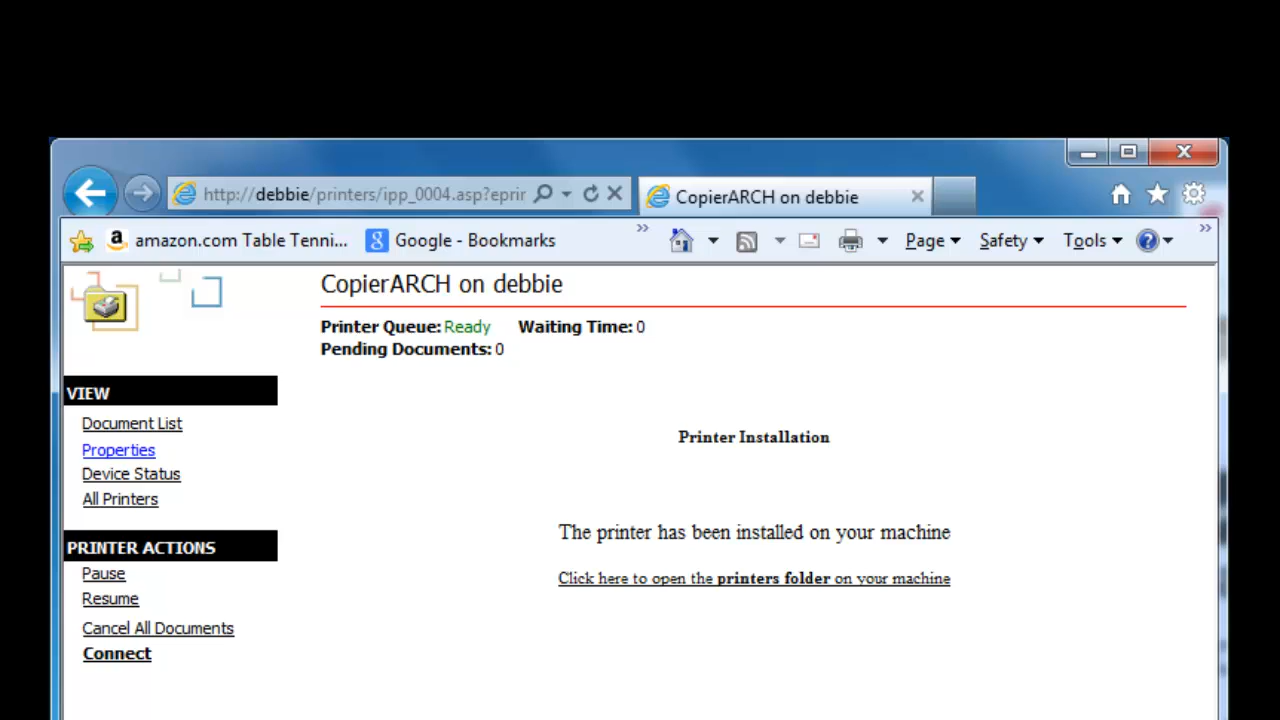 http://debbie/printers/ipp_0004.asp?eprir
CopierARCH on debbie
amazon.com Table Tenni...
Google - Bookmarks
Page
Safety
Tools
CopierARCH on debbie
Printer Queue: Ready Waiting Time: 0
Pending Documents: 0
VIEW
Document List
Properties
Device Status
All Printers
PRINTER ACTIONS
Pause
Resume
Cancel All Documents
Connect
Printer Installation
The printer has been installed on your machine
Click here to open the printers folder on your machine